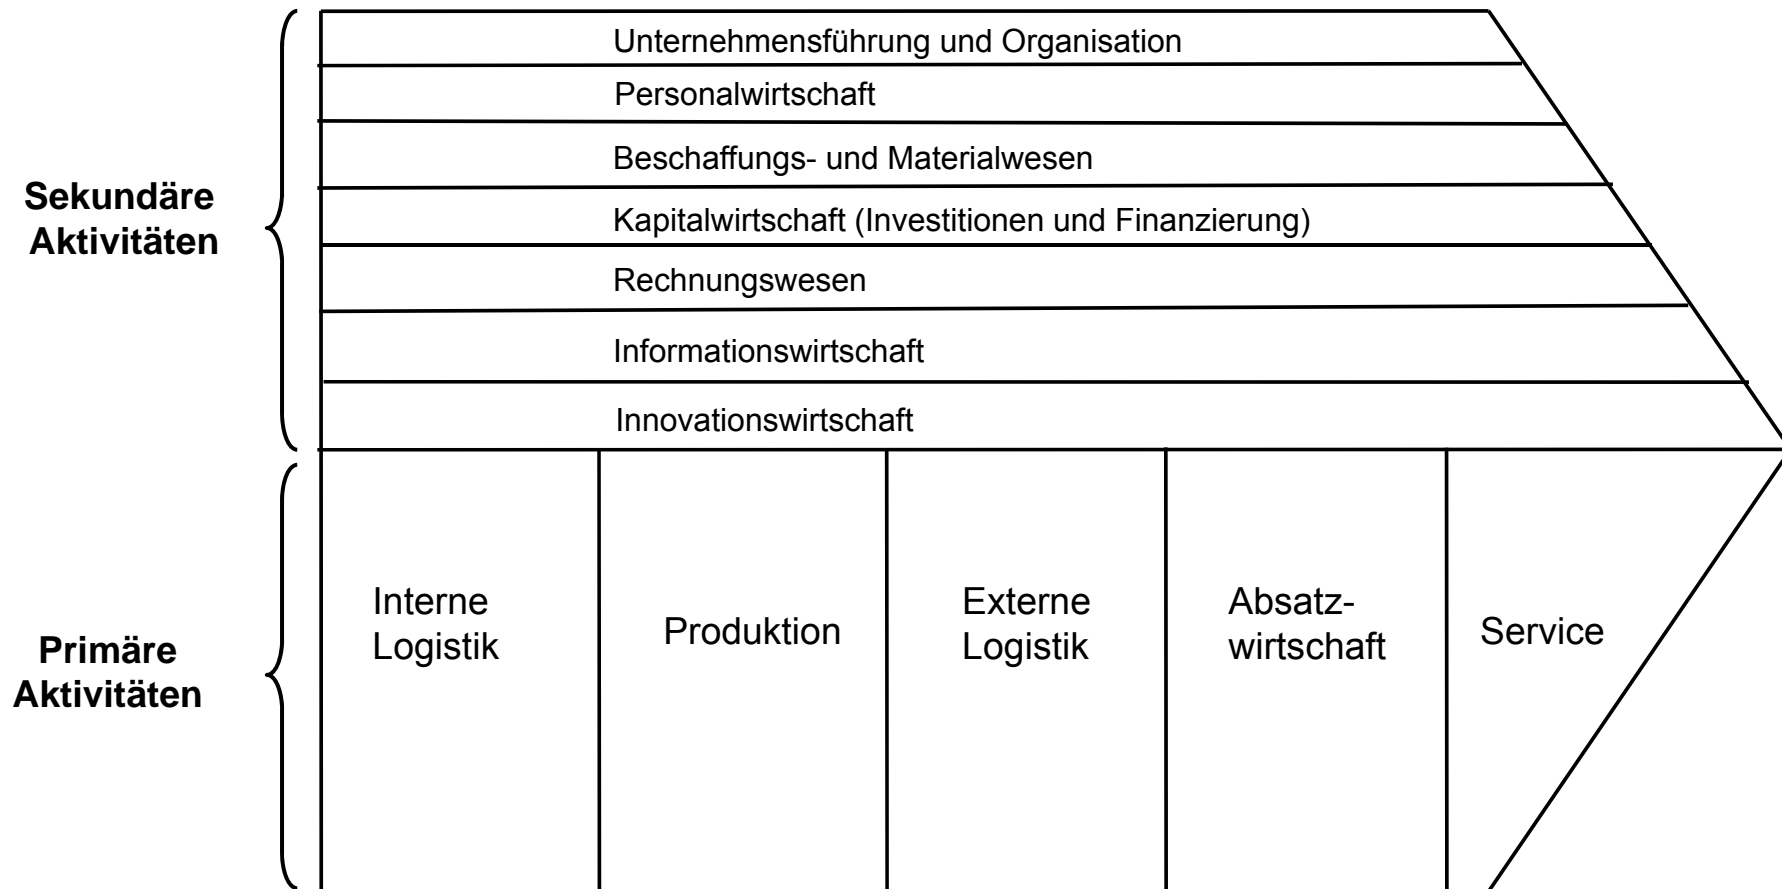 Sekundäre
Aktivitäten
Unternehmensführung und Organisation
Personalwirtschaft
Beschaffungs- und Materialwesen
Kapitalwirtschaft (Investitionen und Finanzierung)
Rechnungswesen
Informationswirtschaft
Innovationswirtschaft
Primäre
Aktivitäten
Interne
Logistik
Produktion
Externe
Logistik
Absatz-
wirtschaft
Service